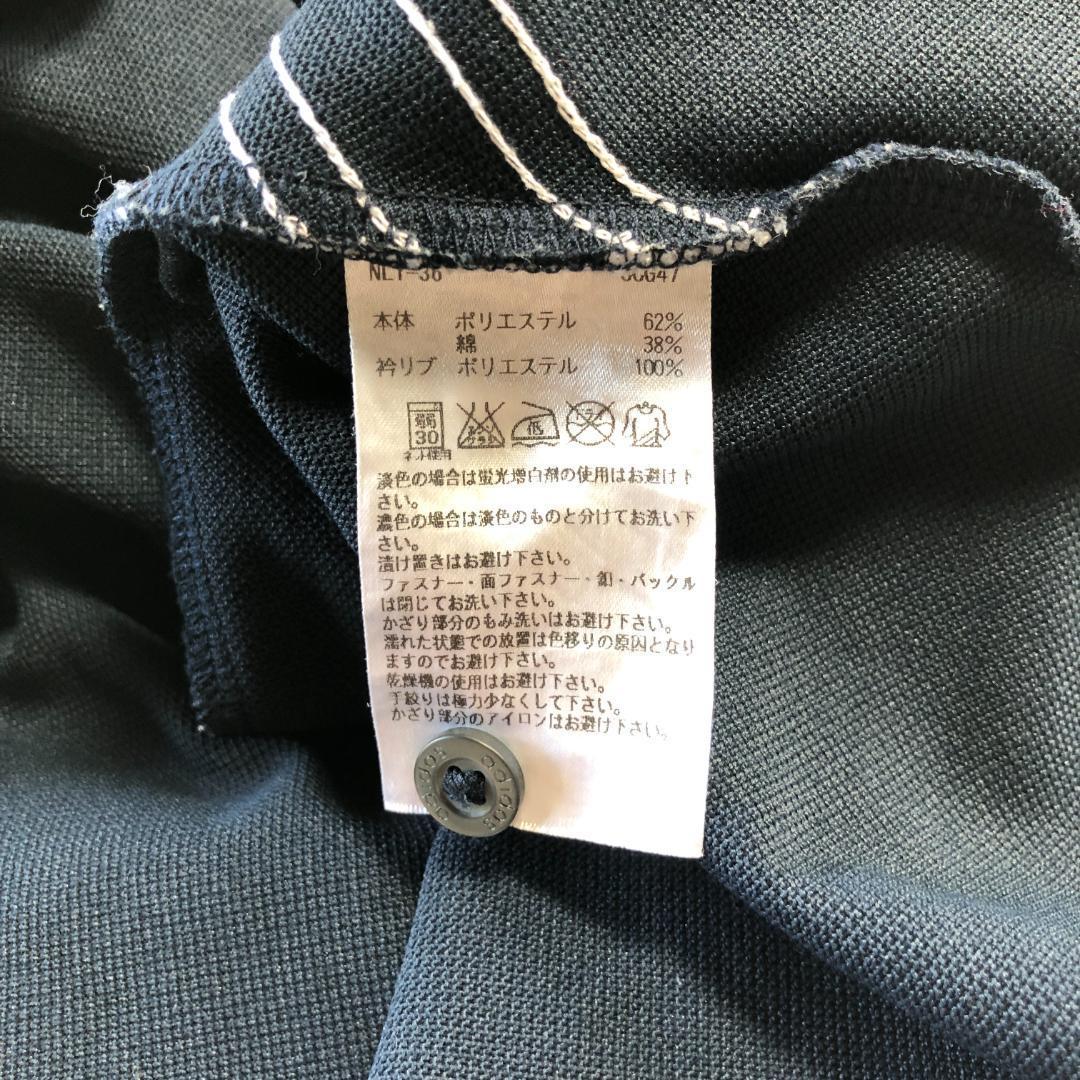 本体 ポリエステル 62%
綿 38%
衿リブ ポリエステル 100%
弱
30
ネット使用
低
淡色の場合は蛍光増白剤の使用はお避け下
さい。
濃色の場合は淡色のものと分けてお洗い下
さい。
漬け置きはお避け下さい。
ファスナー・面ファスナー・釦・バックル
は閉じてお洗い下さい。
かざり部分のもみ洗いはお避け下さい。
濡れた状態での放置は色移りの原因となり
ますのでお避け下さい。
乾燥機の使用はお避け下さい。
手絞りは極力少なくして下さい。
かざり部分のアイロンはお避け下さい。
adidas
adidas